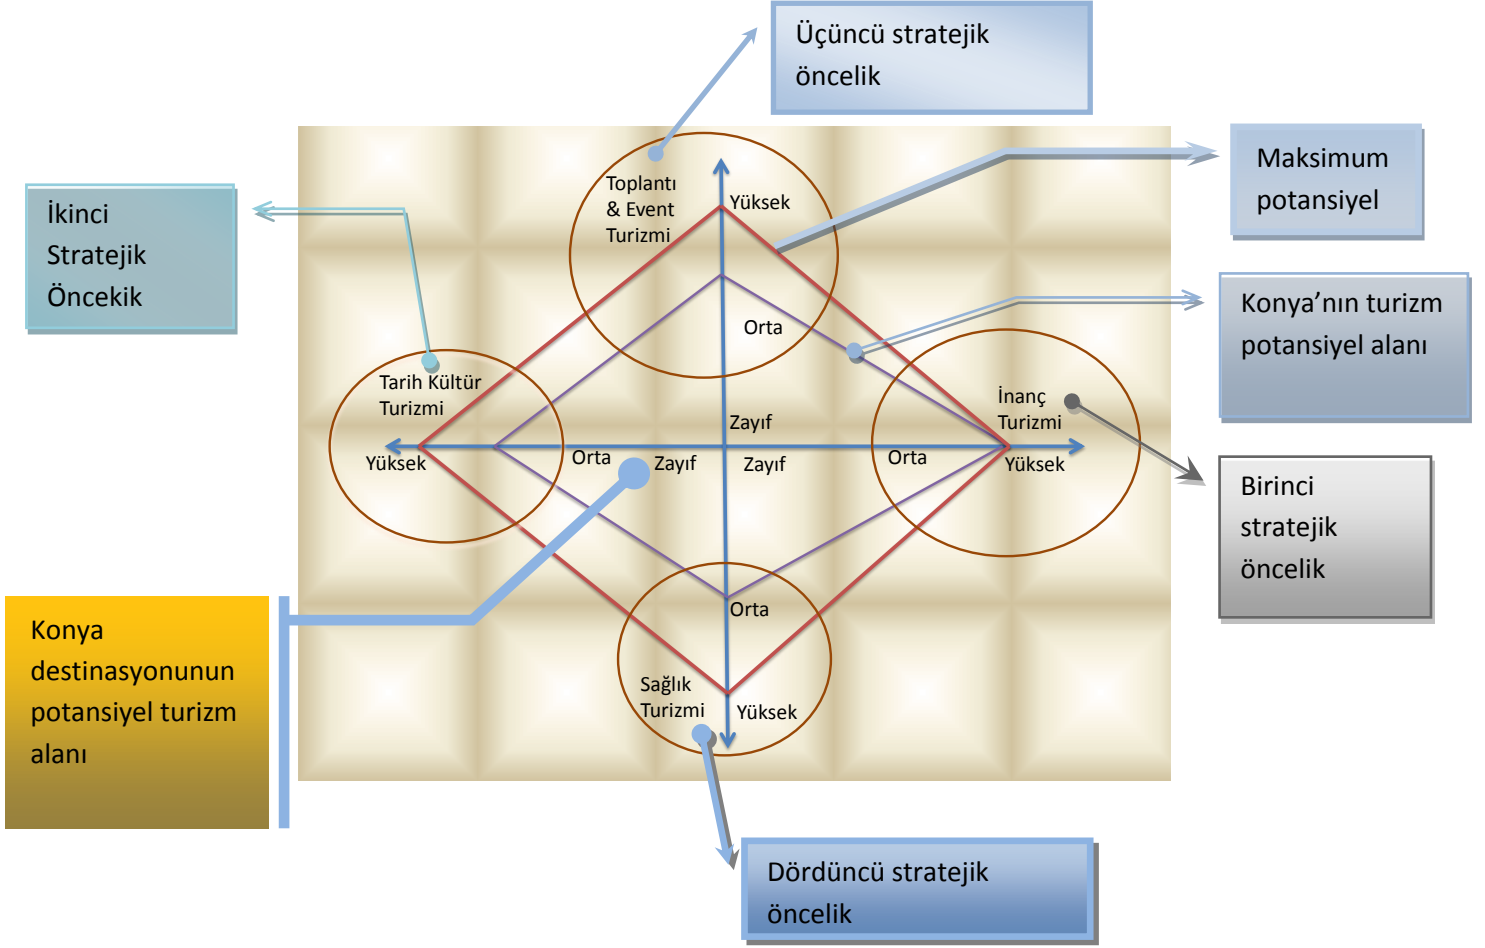 Üçüncü stratejik
öncelik
Maksimum
potansiyel
İkinci
Stratejik
Öncekik
Toplantı
& Event
Turizmi
Yüksek
Konya’nın turizm
potansiyel alanı
Orta
Tarih Kültür
Turizmi
İnanç
Turizmi
Zayıf
Yüksek
Orta
Zayıf
Zayıf
Orta
Yüksek
Birinci
stratejik
öncelik
Orta
Konya
destinasyonunun
potansiyel turizm
alanı
Sağlık
Turizmi
Yüksek
Dördüncü stratejik
öncelik